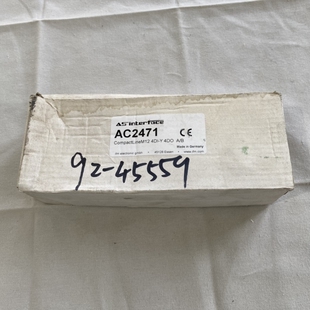 AS-interface
AC2471
CE
CompactLineM12 4DI-Y 4DO A/B
Made in Germany
92-45559